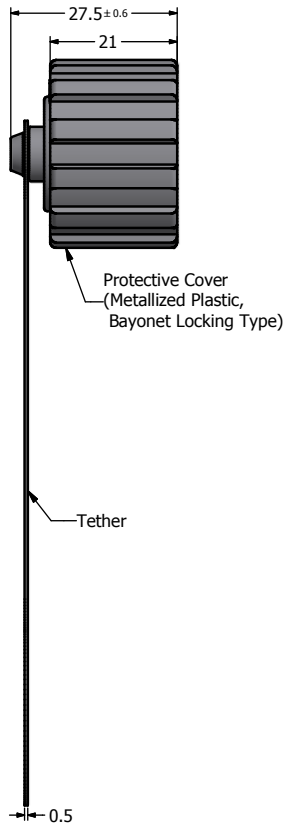 27.5 ± 0.6
21
Protective Cover
(Metallized Plastic,
Bayonet Locking Type)
Tether
0.5